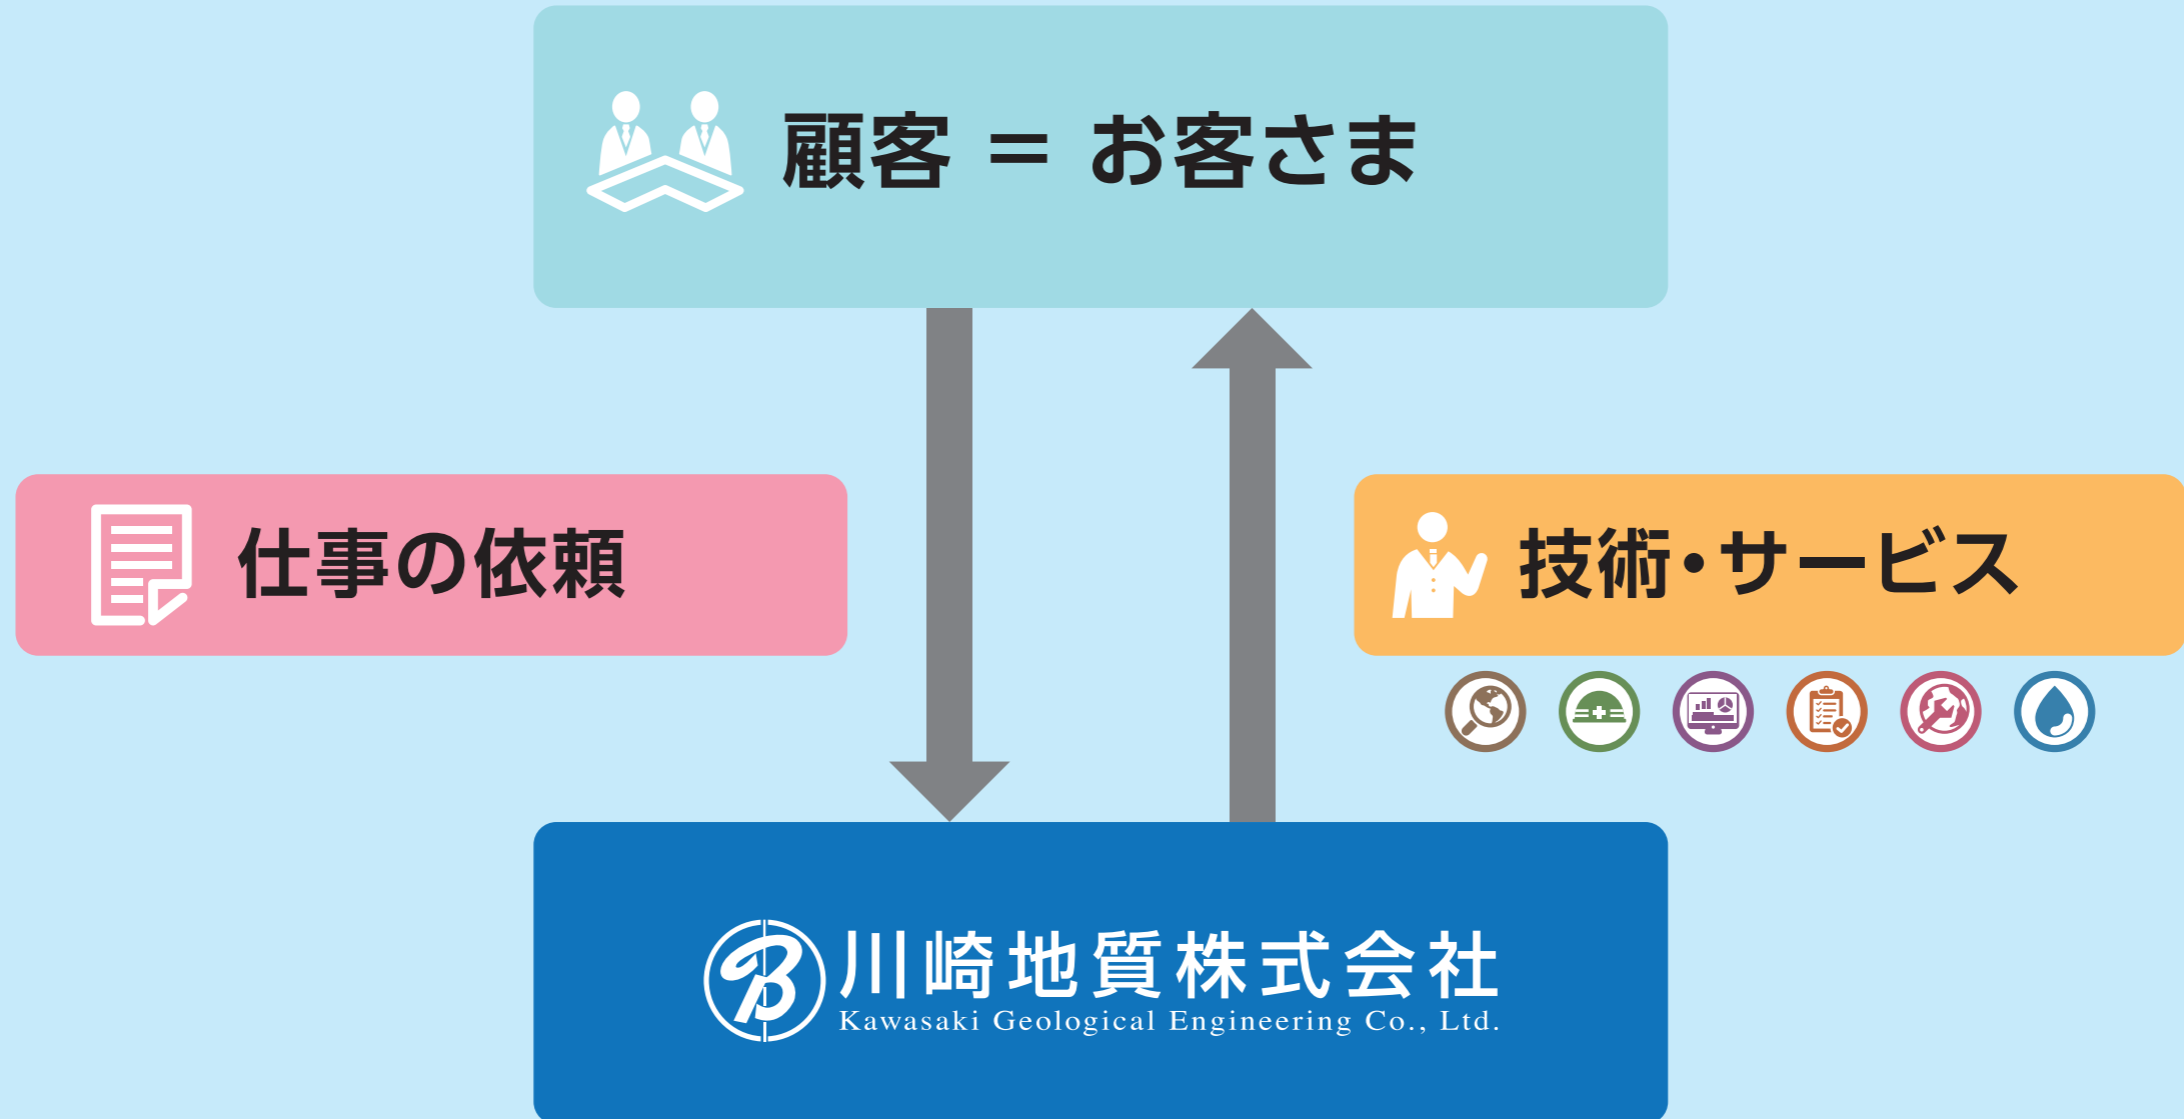 顧客 = お客さま
仕事の依頼
技術・サービス
川崎地質株式会社
Kawasaki Geological Engineering Co., Ltd.